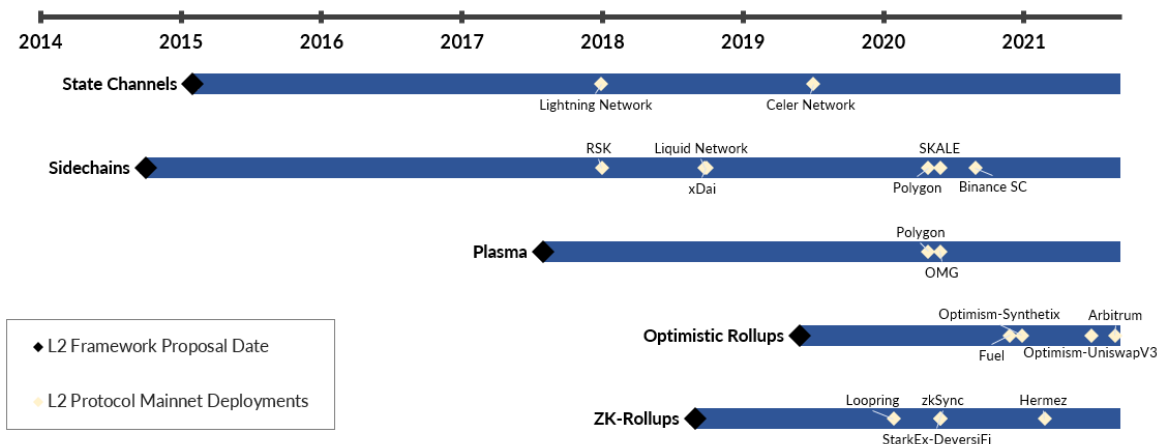 2014 2015 2016 2017 2018 2019 2020 2021
State Channels
Lightning Network
Celer Network
RSK
Liquid Network
SKALE
Sidechains
xDai
Polygon
Binance SC
Polygon
Plasma
OMG
Optimism-Synthetix
Arbitrum
Optimistic Rollups
Fuel
Optimism-UniswapV3
L2 Framework Proposal Date
L2 Protocol Mainnet Deployments
Loopring
zkSync
Hermez
ZK-Rollups
StarkEx-DeversiFi